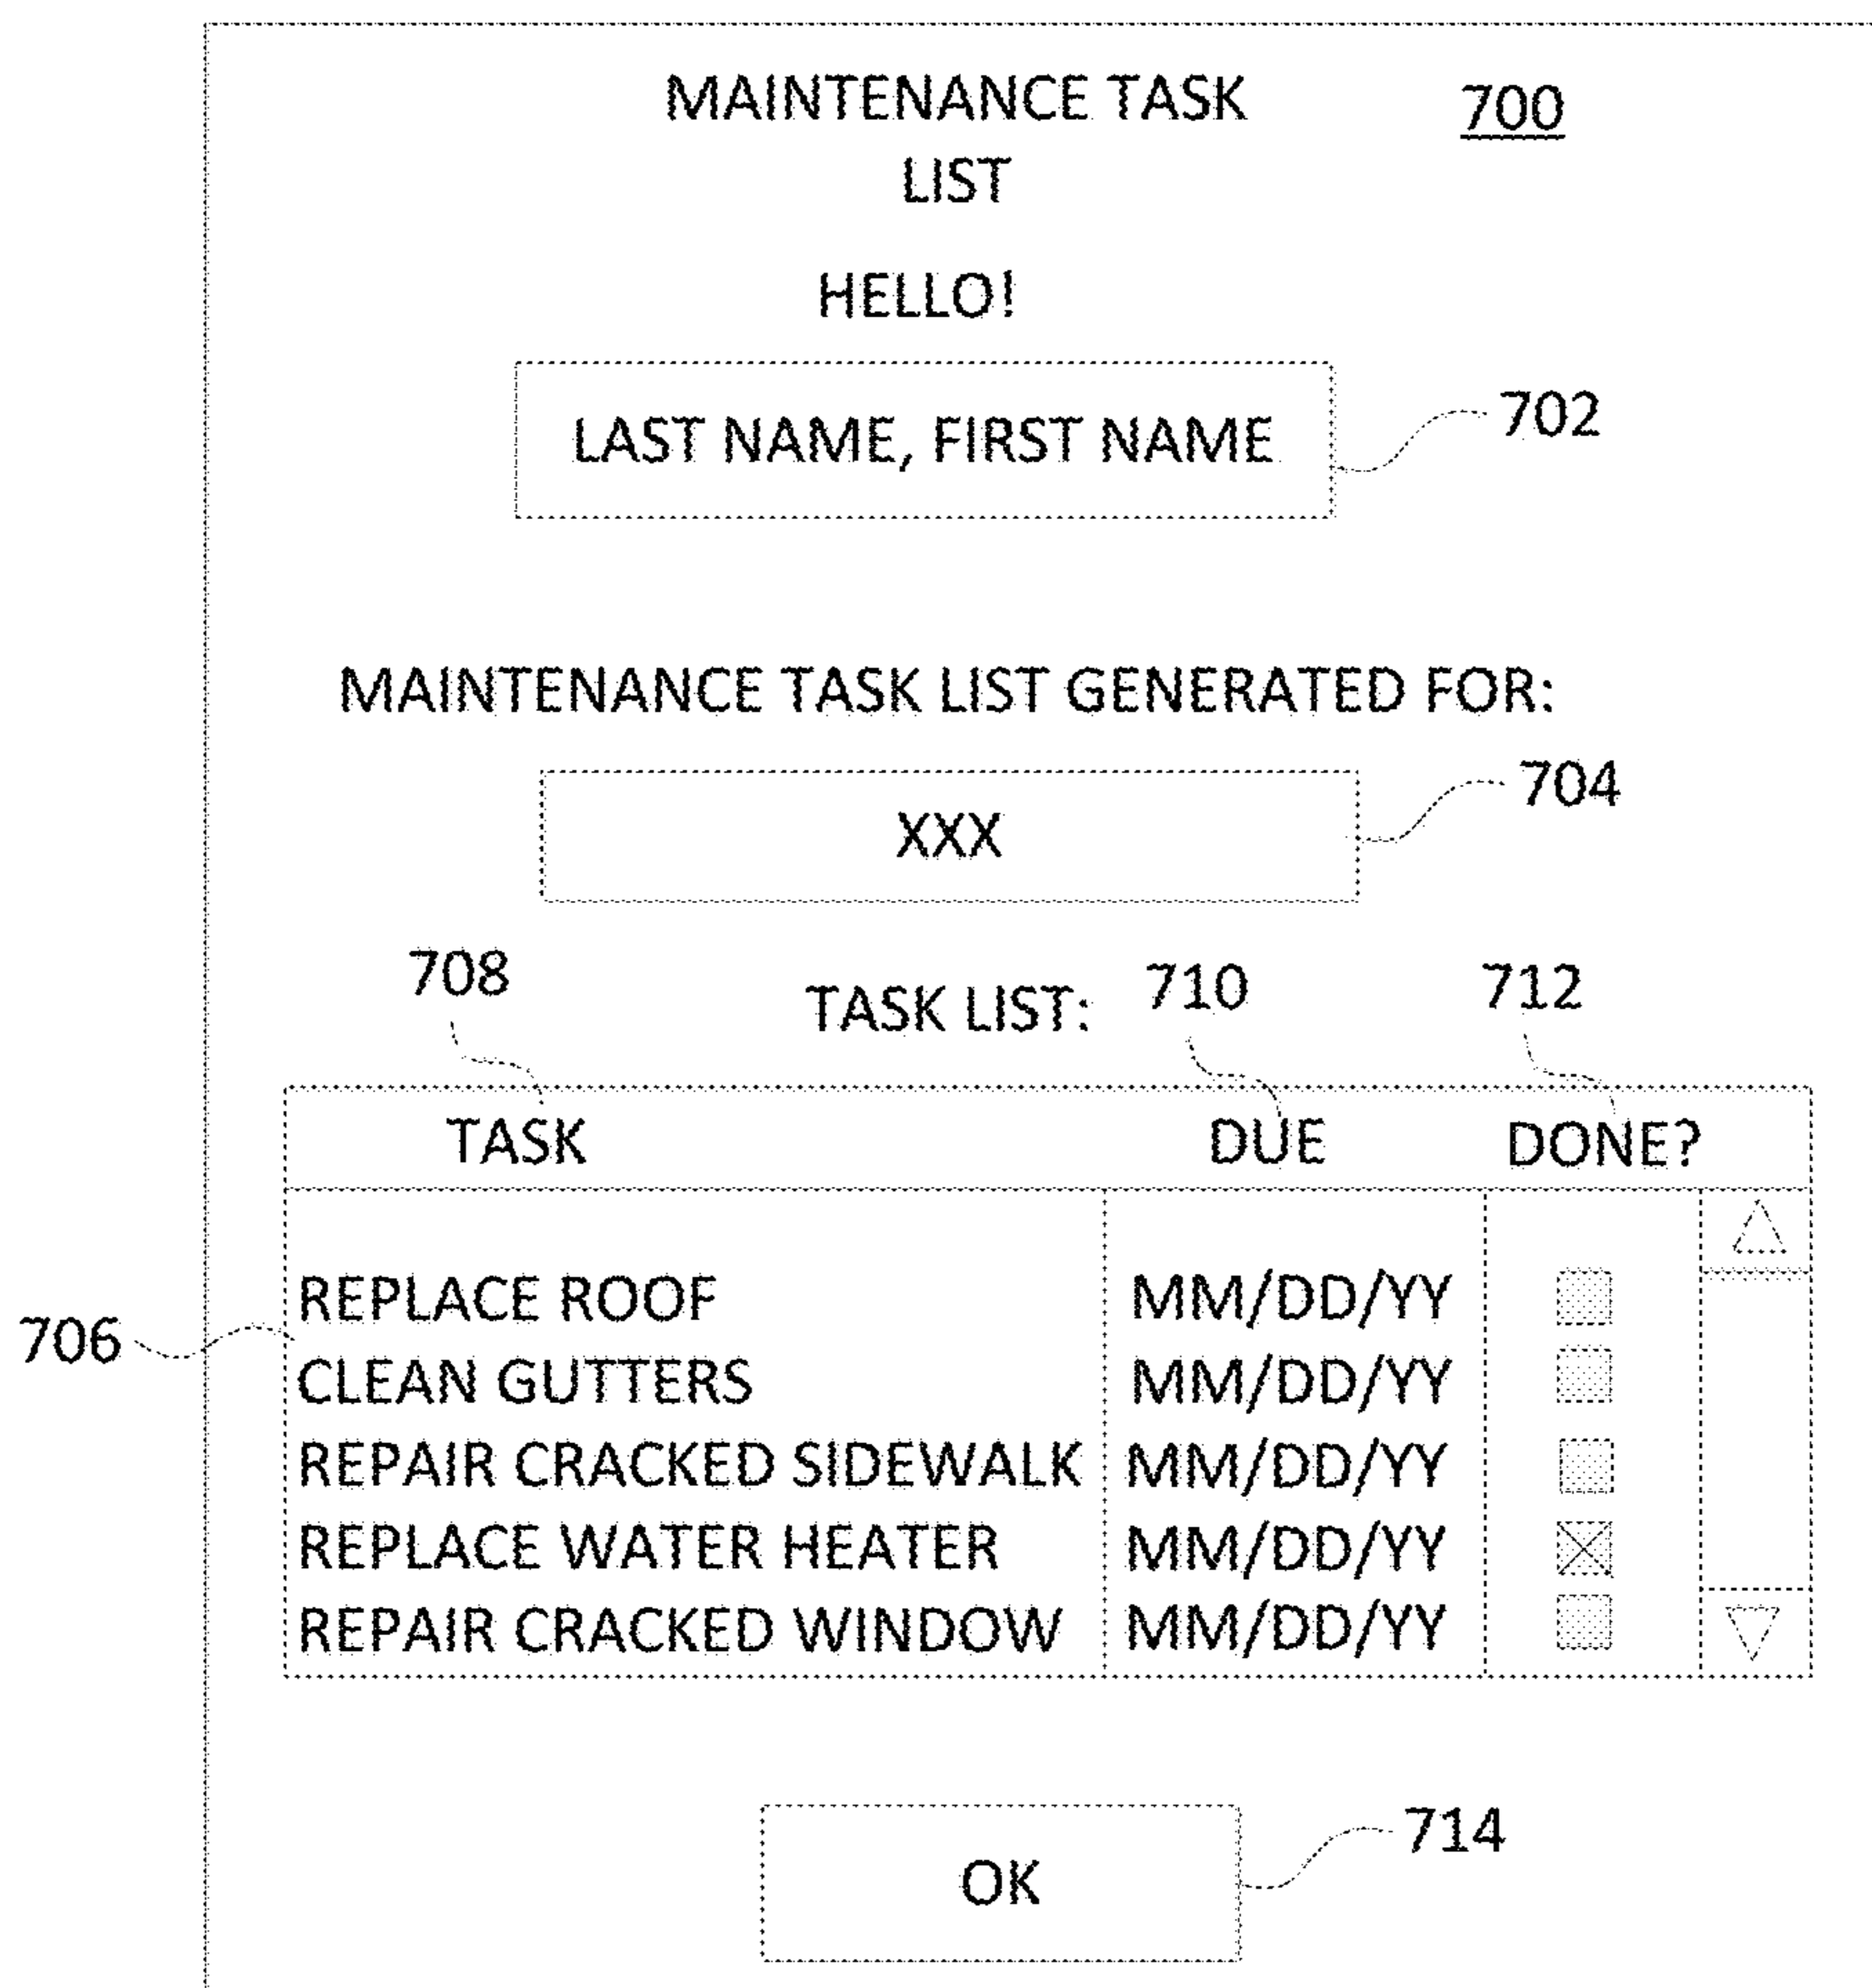 MAINTENANCE TASK 700
LIST
HELLO!
LAST NAME, FIRST NAME 702
MAINTENANCE TASK LIST GENERATED FOR:
XXX 704
708 TASK LIST: 710 712
TASK DUE DONE?
REPLACE ROOF MM/DD/YY
706
CLEAN GUTTERS MM/DD/YY
REPAIR CRACKED SIDEWALK MM/DD/YY
REPLACE WATER HEATER MM/DD/YY
REPAIR CRACKED WINDOW MM/DD/YY
OK 714